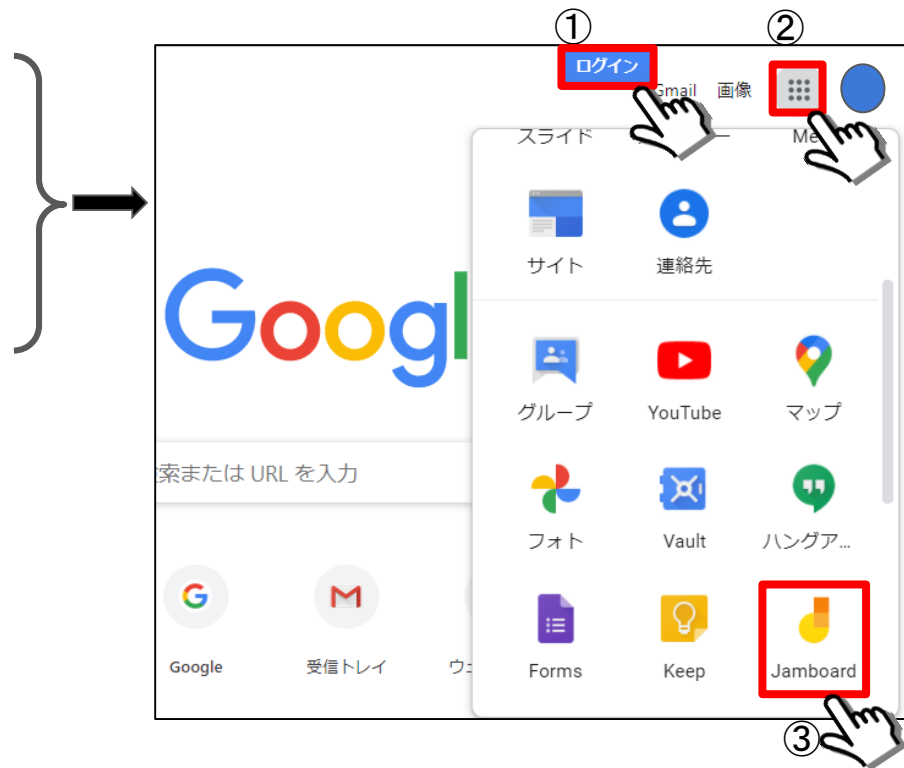 ① ②
ログイン
Gmail 画像
スライド
サイト 連絡先
Goog
グループ YouTube マップ
索または URL を入力
フォト Vault ハングア...
Google 受信トレイ ウェ
Forms Keep Jamboard
③